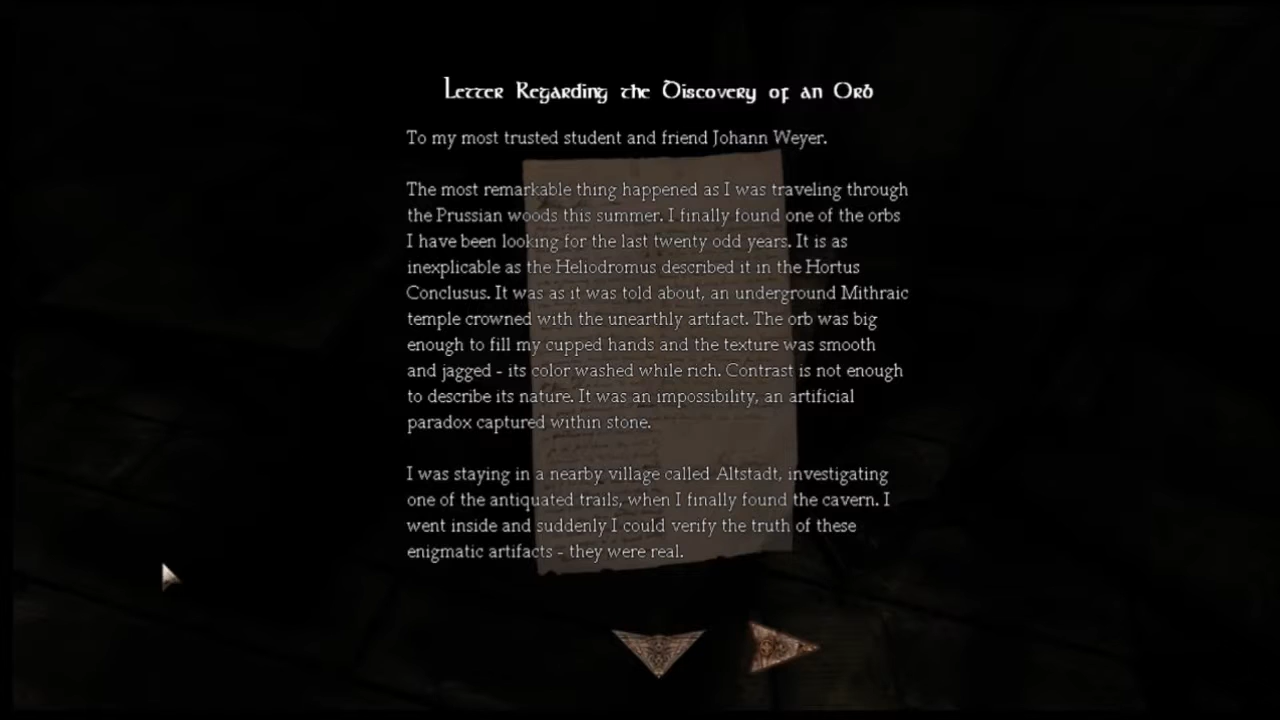 Letter Regarding the Discovery of an Orb
To my most trusted student and friend Johann Weyer.
The most remarkable thing happened as I was traveling through
the Prussian woods this summer. I finally found one of the orbs
I have been looking for the last twenty odd years. It is as
inexplicable as the Heliodromus described it in the Hortus
Conclusus. It was as it was told about, an underground Mithraic
temple crowned with the unearthly artifact. The orb was big
enough to fill my cupped hands and the texture was smooth
and jagged - its color washed while rich. Contrast is not enough
to describe its nature. It was an impossibility, an artificial
paradox captured within stone.
I was staying in a nearby village called Altstadt, investigating
one of the antiquated trails, when I finally found the cavern. I
went inside and suddenly I could verify the truth of these
enigmatic artifacts - they were real.